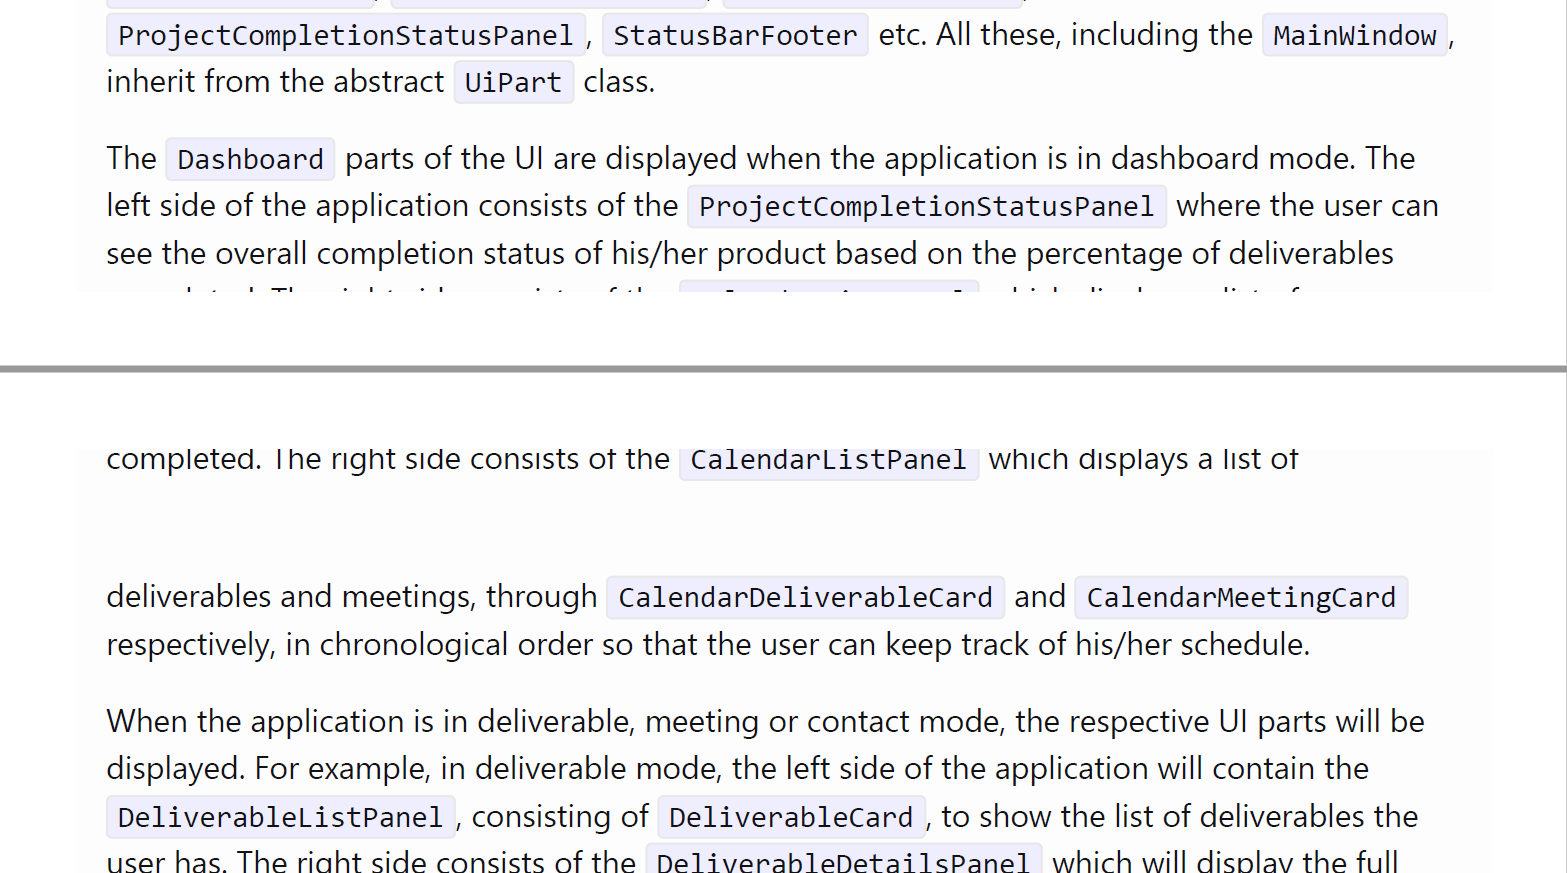 ProjectCompletionStatusPanel, StatusBarFooter etc. All these, including the MainWindow,
inherit from the abstract UiPart class.
The Dashboard parts of the UI are displayed when the application is in dashboard mode. The
left side of the application consists of the ProjectCompletionStatusPanel where the user can
see the overall completion status of his/her product based on the percentage of deliverables
completed. The right side consists of the CalendarListPanel which displays a list of
deliverables and meetings, through CalendarDeliverableCard and CalendarMeetingCard
respectively, in chronological order so that the user can keep track of his/her schedule.
When the application is in deliverable, meeting or contact mode, the respective UI parts will be
displayed. For example, in deliverable mode, the left side of the application will contain the
DeliverableListPanel, consisting of DeliverableCard, to show the list of deliverables the
user has. The right side consists of the DeliverableDetailsPanel which will display the full